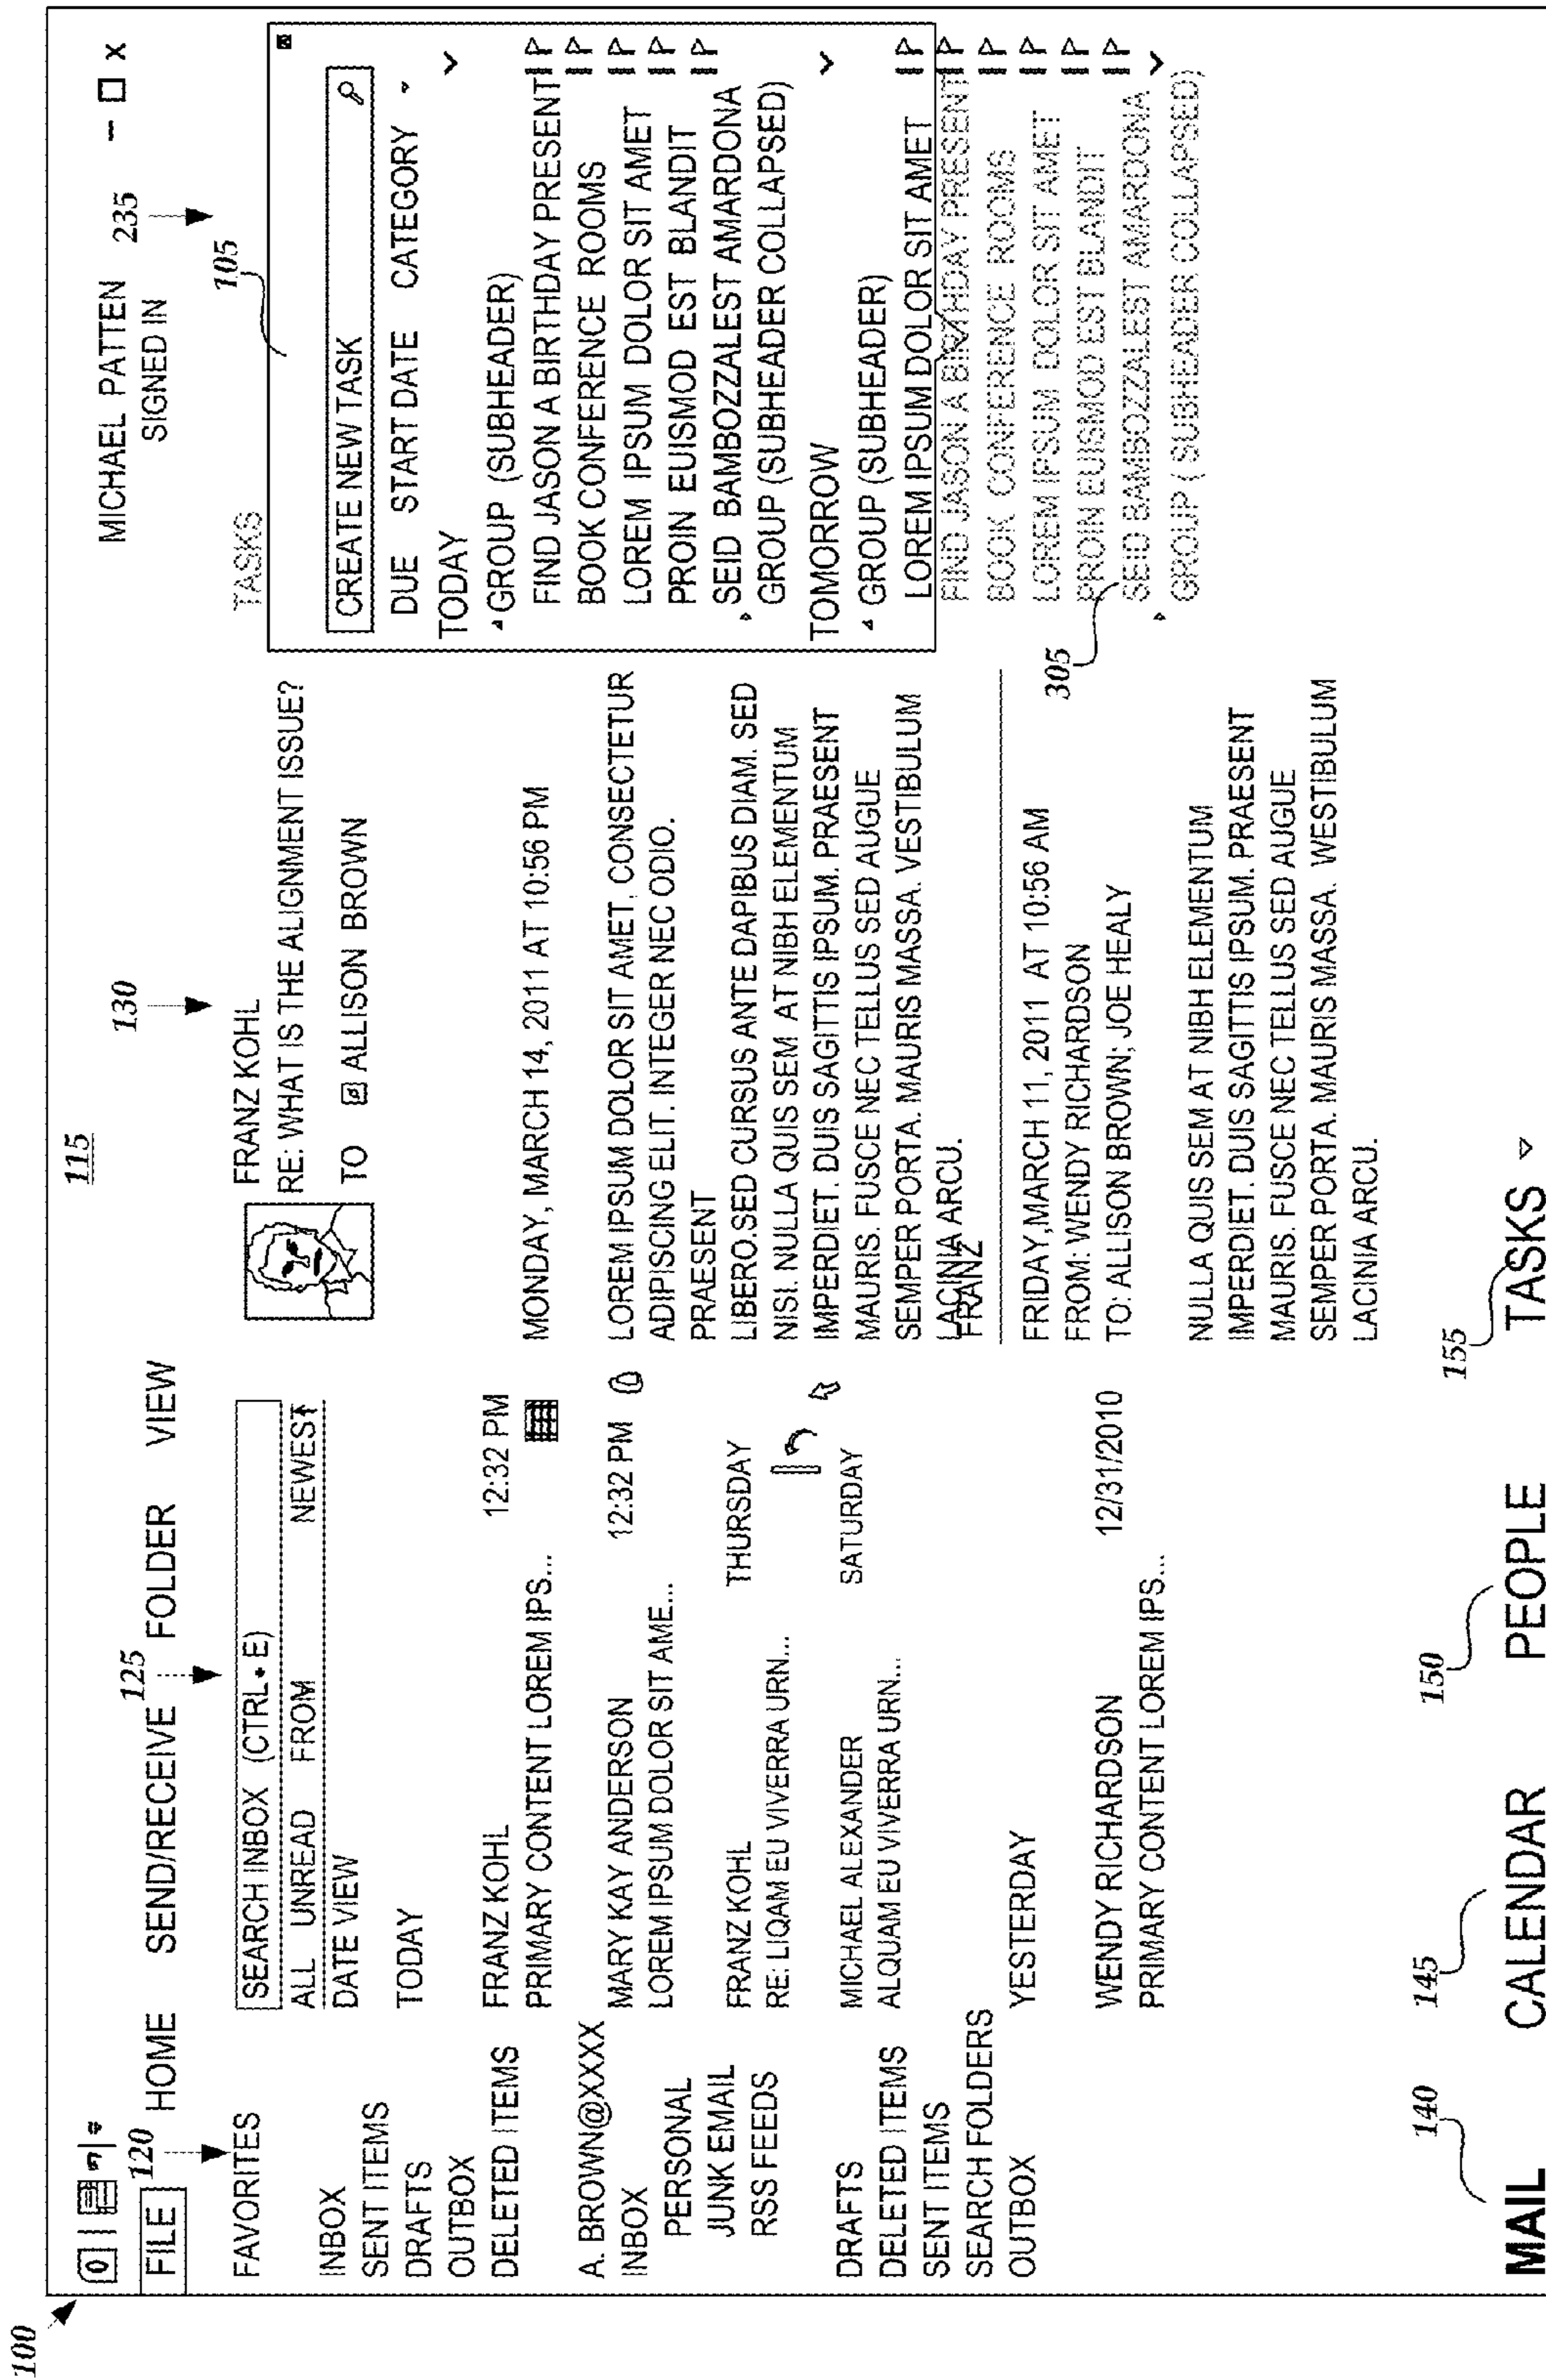 100
115
MICHAEL PATTEN
SIGNED IN
235
FILE
120
HOME SEND/RECEIVE FOLDER VIEW
125
130
105
FAVORITES
INBOX
SENT ITEMS
DRAFTS
OUTBOX
DELETED ITEMS
A. BROWN@XXXX
INBOX
PERSONAL
JUNK EMAIL
RSS FEEDS
DRAFTS
DELETED ITEMS
SENT ITEMS
SEARCH FOLDERS
OUTBOX
SEARCH INBOX (CTRL+E)
ALL UNREAD FROM NEWEST
DATE VIEW
TODAY
FRANZ KOHL 12:32 PM
PRIMARY CONTENT LOREM IPS...
MARY KAY ANDERSON 12:32 PM
LOREM IPSUM DOLOR SIT AME...
FRANZ KOHL THURSDAY
RE: LIQAM EU VIVERRA URN...
MICHAEL ALEXANDER SATURDAY
ALQUAM EU VIVERRA URN...
YESTERDAY
WENDY RICHARDSON 12/31/2010
PRIMARY CONTENT LOREM IPS...
FRANZ KOHL
RE: WHAT IS THE ALIGNMENT ISSUE?
TO ALLISON BROWN
MONDAY, MARCH 14, 2011 AT 10:56 PM
LOREM IPSUM DOLOR SIT AMET, CONSECTETUR
ADIPISCING ELIT. INTEGER NEC ODIO.
PRAESENT
LIBERO.SED CURSUS ANTE DAPIBUS DIAM. SED
NISI. NULLA QUIS SEM AT NIBH ELEMENTUM
IMPERDIET. DUIS SAGITTIS IPSUM. PRAESENT
MAURIS. FUSCE NEC TELLUS SED AUGUE
SEMPER PORTA. MAURIS MASSA. VESTIBULUM
LACINIA ARCU.
FRANZ
FRIDAY,MARCH 11, 2011 AT 10:56 AM
FROM: WENDY RICHARDSON
TO: ALLISON BROWN; JOE HEALY
NULLA QUIS SEM AT NIBH ELEMENTUM
IMPERDIET. DUIS SAGITTIS IPSUM. PRAESENT
MAURIS. FUSCE NEC TELLUS SED AUGUE
SEMPER PORTA. MAURIS MASSA. WESTIBULUM
LACINIA ARCU.
TASKS
CREATE NEW TASK
DUE START DATE CATEGORY
TODAY
GROUP (SUBHEADER)
FIND JASON A BIRTHDAY PRESENT
BOOK CONFERENCE ROOMS
LOREM IPSUM DOLOR SIT AMET
PROIN EUISMOD EST BLANDIT
SEID BAMBOZZALEST AMARDONA
GROUP (SUBHEADER COLLAPSED)
TOMORROW
GROUP (SUBHEADER)
LOREM IPSUM DOLOR SIT AMET
FIND JASON A BIRTHDAY PRESENT
BOOK CONFERENCE ROOMS
LOREM IPSUM DOLOR SIT AMET
PROIN EUISMOD EST BLANDIT
SEID BAMBOZZALEST AMARDONA
GROUP ( SUBHEADER COLLAPSED)
305
140
145
150
155
MAIL CALENDAR PEOPLE TASKS